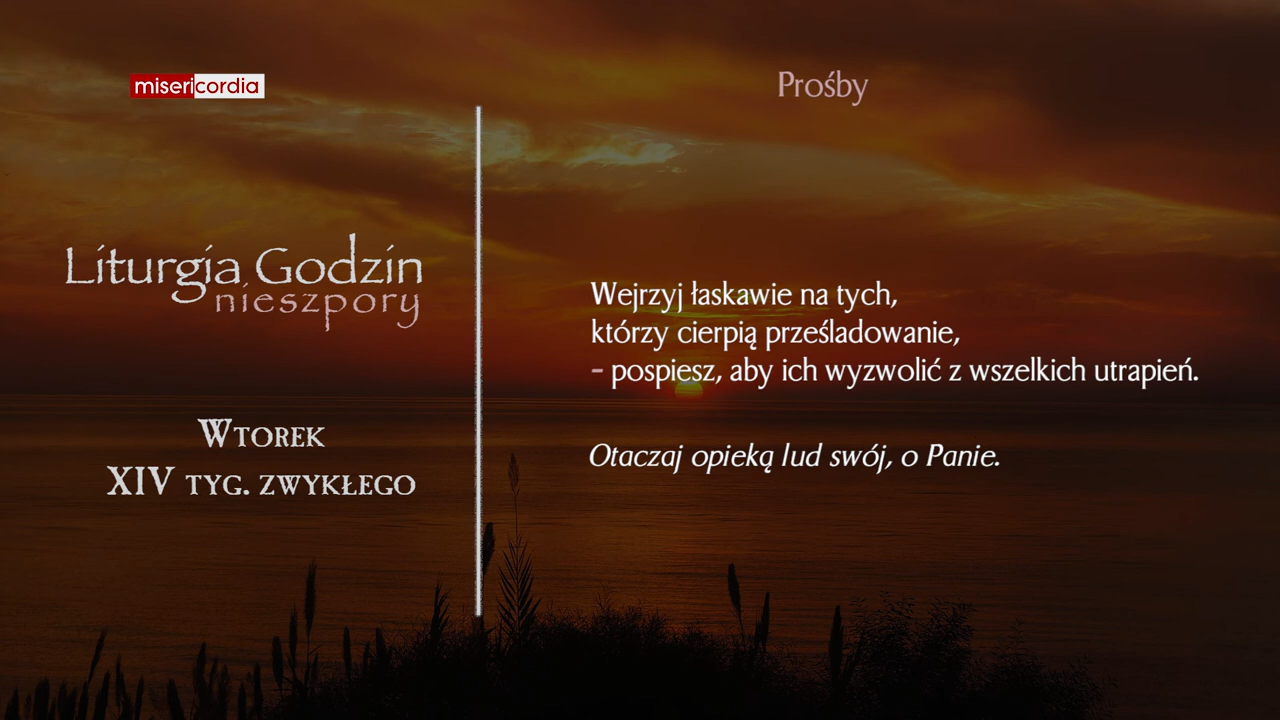 misericordia
Liturgia Godzin
nieszpory
Wtorek
XIV tyg. zwykłego
Prośby
Wejrzyj łaskawie na tych,
którzy cierpią prześladowanie,
– pospiesz, aby ich wyzwolić z wszelkich utrapień.
Otaczaj opieką lud swój, o Panie.